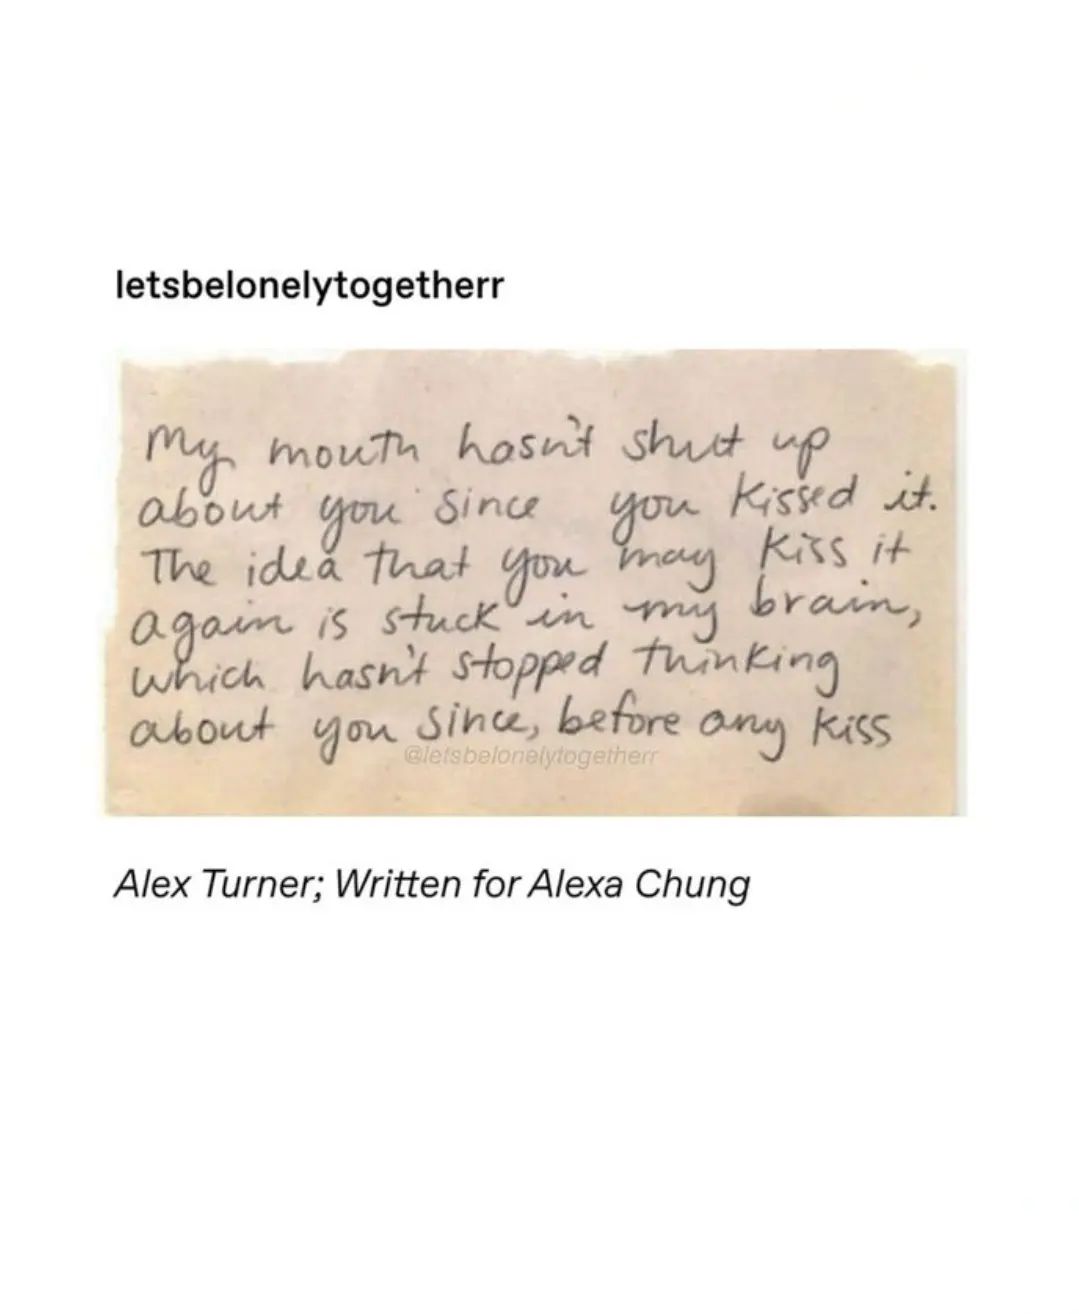 letsbelonelytogetherr
My mouth hasn't shut up
about you since you kissed it.
The idea that you may kiss it
again is stuck in my brain,
which hasn't stopped thinking
about you since, before any kiss
@letsbelonelytogetherr
Alex Turner; Written for Alexa Chung